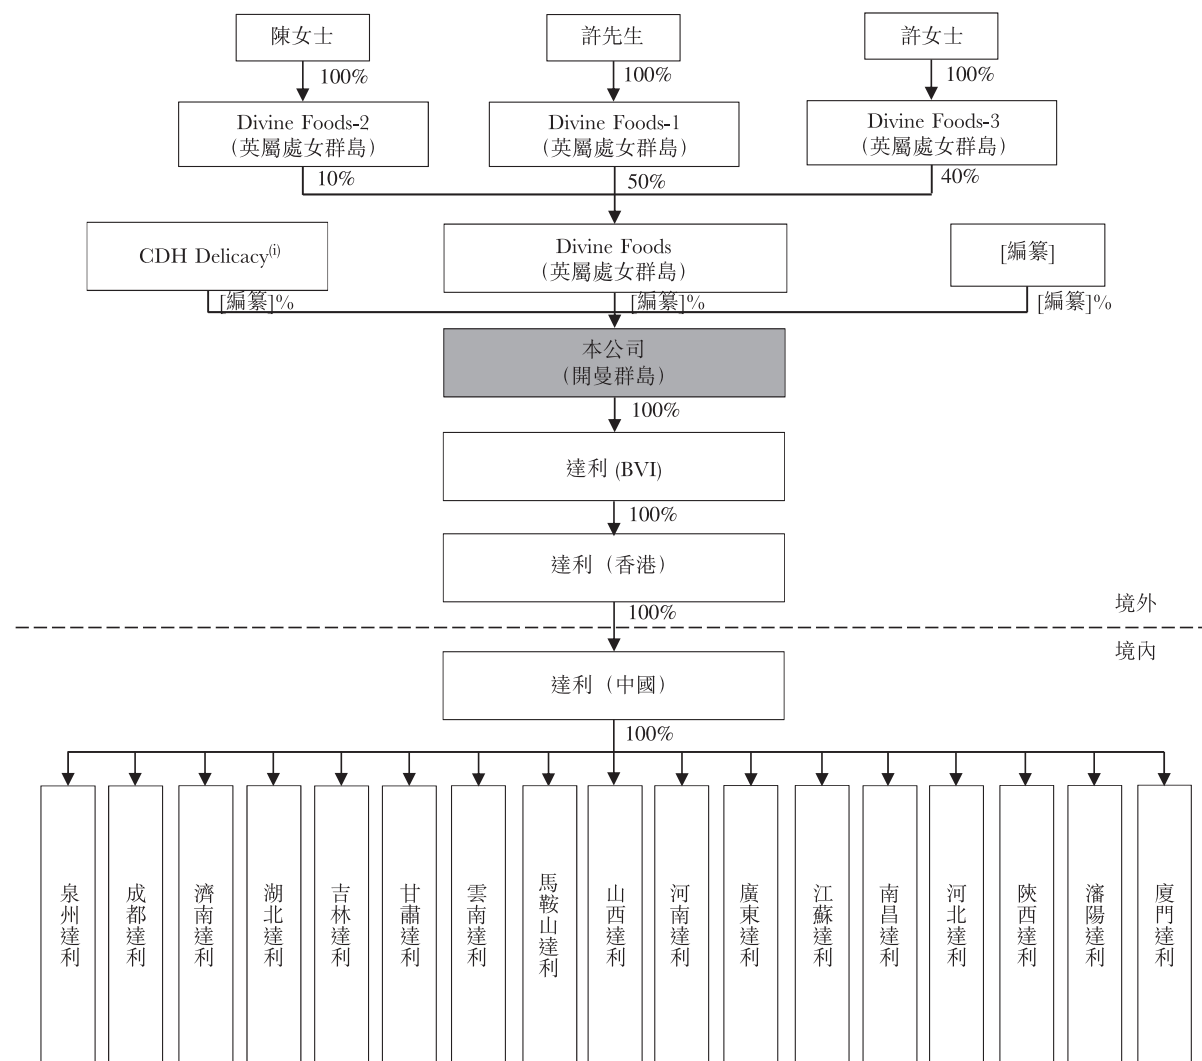 陳女士
許先生
許女士
100%
100%
100%
Divine Foods-2
(英屬處女群島)
Divine Foods-1
(英屬處女群島)
Divine Foods-3
(英屬處女群島)
10%
50%
40%
CDH Delicacy(i)
Divine Foods
(英屬處女群島)
[編纂]
[編纂]%
[編纂]%
[編纂]%
本公司
(開曼群島)
100%
達利 (BVI)
100%
達利（香港）
100%
境外
境內
達利（中國）
100%
泉州達利
成都達利
濟南達利
湖北達利
吉林達利
甘肅達利
雲南達利
馬鞍山達利
山西達利
河南達利
廣東達利
江蘇達利
南昌達利
河北達利
陝西達利
瀋陽達利
廈門達利